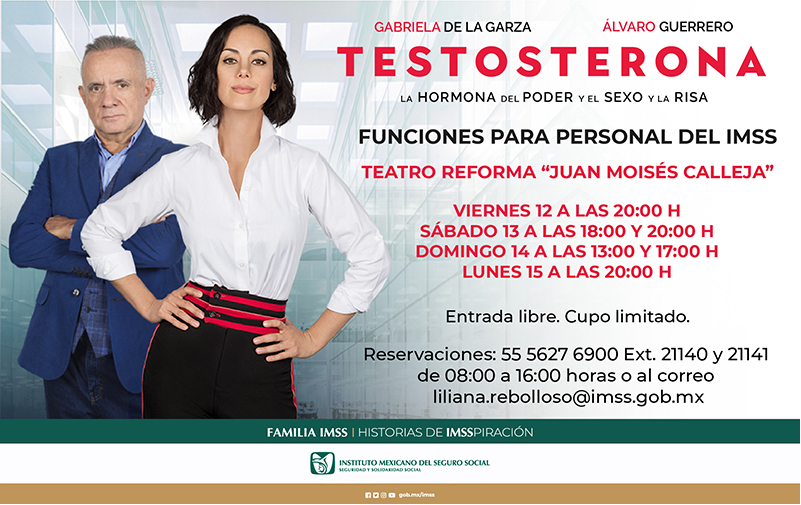 GABRIELA DE LA GARZA ÁLVARO GUERRERO
TESTOSTERONA
LA HORMONA DEL PODER Y EL SEXO Y LA RISA
FUNCIONES PARA PERSONAL DEL IMSS
TEATRO REFORMA “JUAN MOISÉS CALLEJA”
VIERNES 12 A LAS 20:00 H
SÁBADO 13 A LAS 18:00 Y 20:00 H
DOMINGO 14 A LAS 13:00 Y 17:00 H
LUNES 15 A LAS 20:00 H
Entrada libre. Cupo limitado.
Reservaciones: 55 5627 6900 Ext. 21140 y 21141
de 08:00 a 16:00 horas o al correo
liliana.rebolloso@imss.gob.mx
FAMILIA IMSS | HISTORIAS DE IMSSPIRACIÓN
INSTITUTO MEXICANO DEL SEGURO SOCIAL
SEGURIDAD Y SOLIDARIDAD SOCIAL
gob.mx/imss